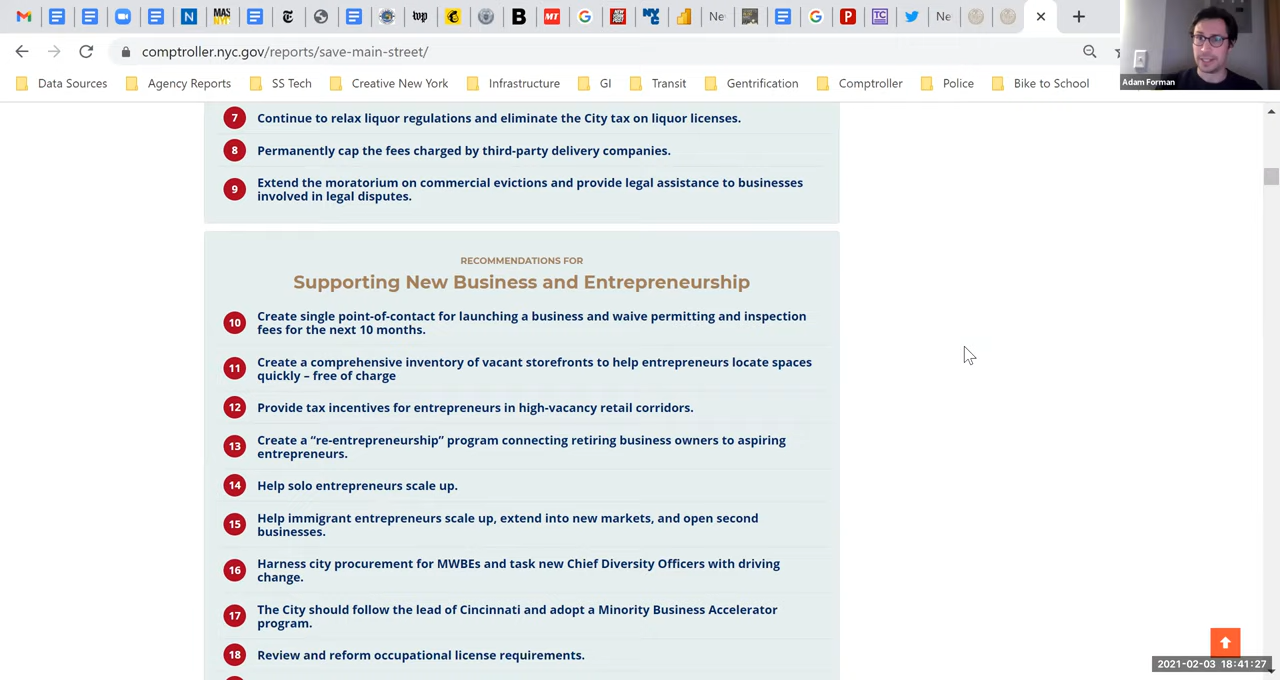 comptroller.nyc.gov/reports/save-main-street/
Data Sources
Agency Reports
SS Tech
Creative New York
Infrastructure
GI
Transit
Gentrification
Comptroller
Police
Bike to School
Adam Forman
7 Continue to relax liquor regulations and eliminate the City tax on liquor licenses.
8 Permanently cap the fees charged by third-party delivery companies.
9 Extend the moratorium on commercial evictions and provide legal assistance to businesses
involved in legal disputes.
RECOMMENDATIONS FOR
Supporting New Business and Entrepreneurship
10 Create single point-of-contact for launching a business and waive permitting and inspection
fees for the next 10 months.
11 Create a comprehensive inventory of vacant storefronts to help entrepreneurs locate spaces
quickly – free of charge
12 Provide tax incentives for entrepreneurs in high-vacancy retail corridors.
13 Create a “re-entrepreneurship” program connecting retiring business owners to aspiring
entrepreneurs.
14 Help solo entrepreneurs scale up.
15 Help immigrant entrepreneurs scale up, extend into new markets, and open second
businesses.
16 Harness city procurement for MWBEs and task new Chief Diversity Officers with driving
change.
17 The City should follow the lead of Cincinnati and adopt a Minority Business Accelerator
program.
18 Review and reform occupational license requirements.
2021-02-03 18:41:27